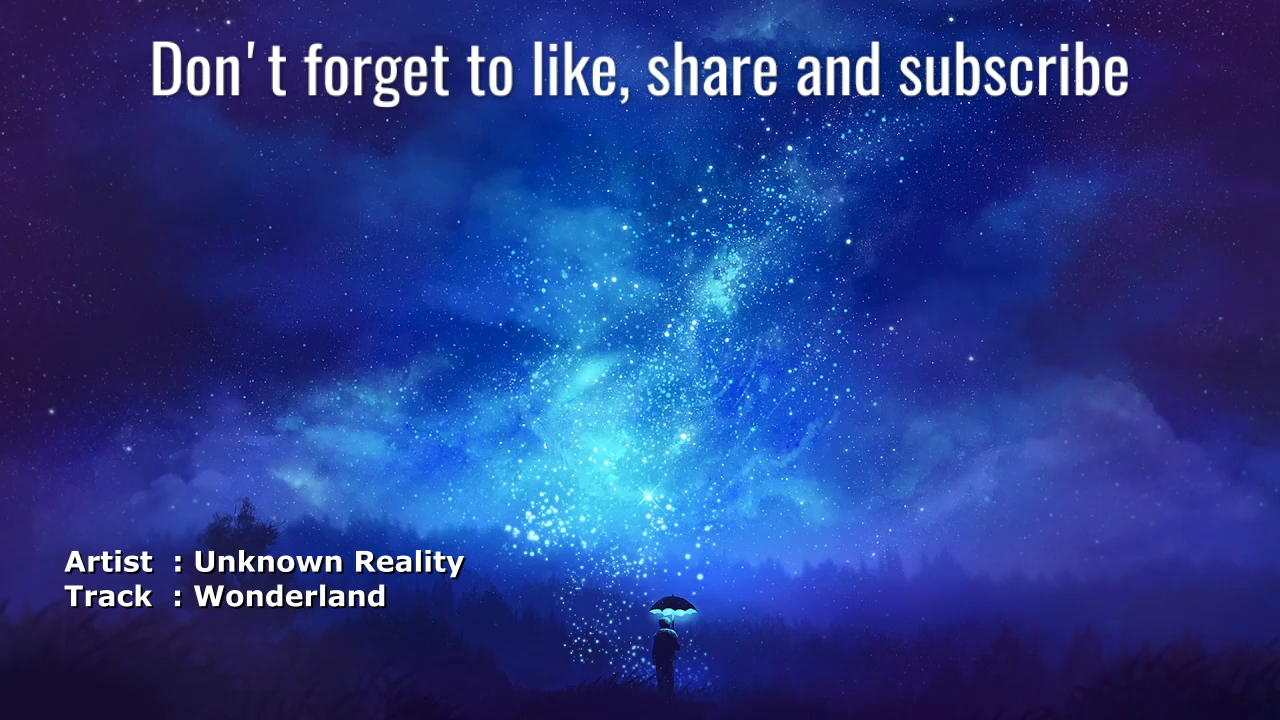 Don't forget to like, share and subscribe
Artist : Unknown Reality
Track : Wonderland